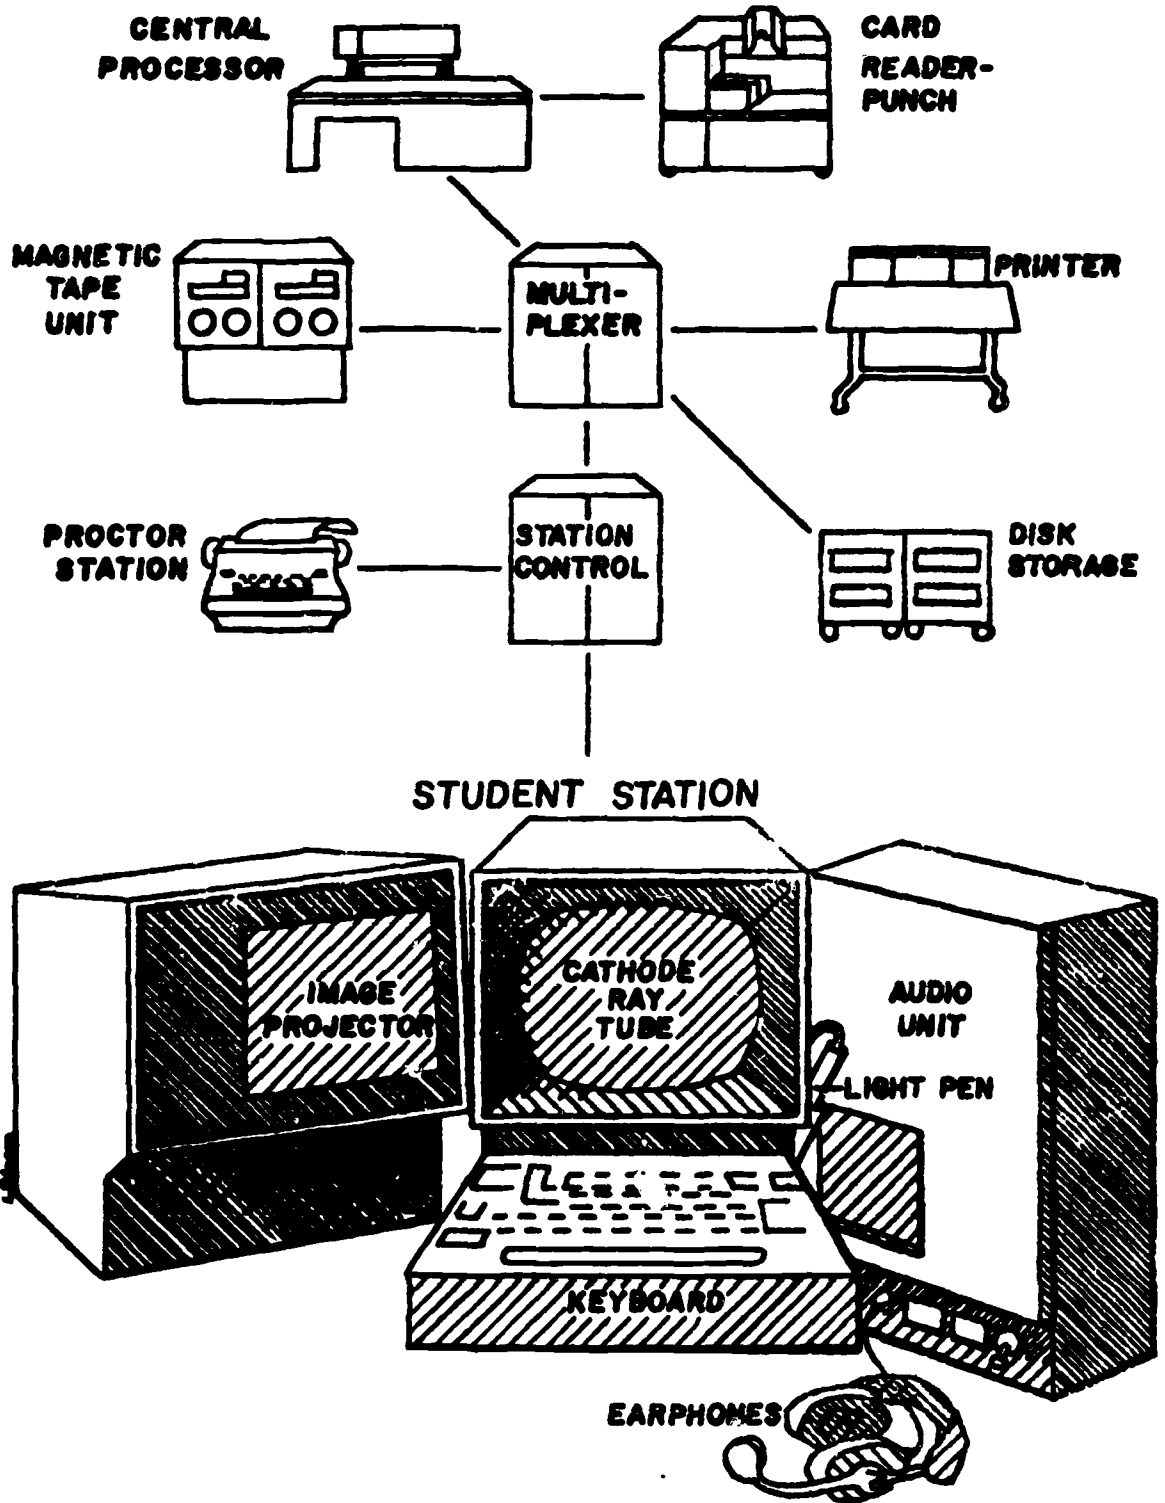 CENTRAL
PROCESSOR
CARD
READER-
PUNCH
MAGNETIC
TAPE
UNIT
MULTI-
PLEXER
PRINTER
PROCTOR
STATION
STATION
CONTROL
DISK
STORAGE
STUDENT STATION
IMAGE
PROJECTOR
CATHODE
RAY
TUBE
AUDIO
UNIT
LIGHT PEN
KEYBOARD
EARPHONES